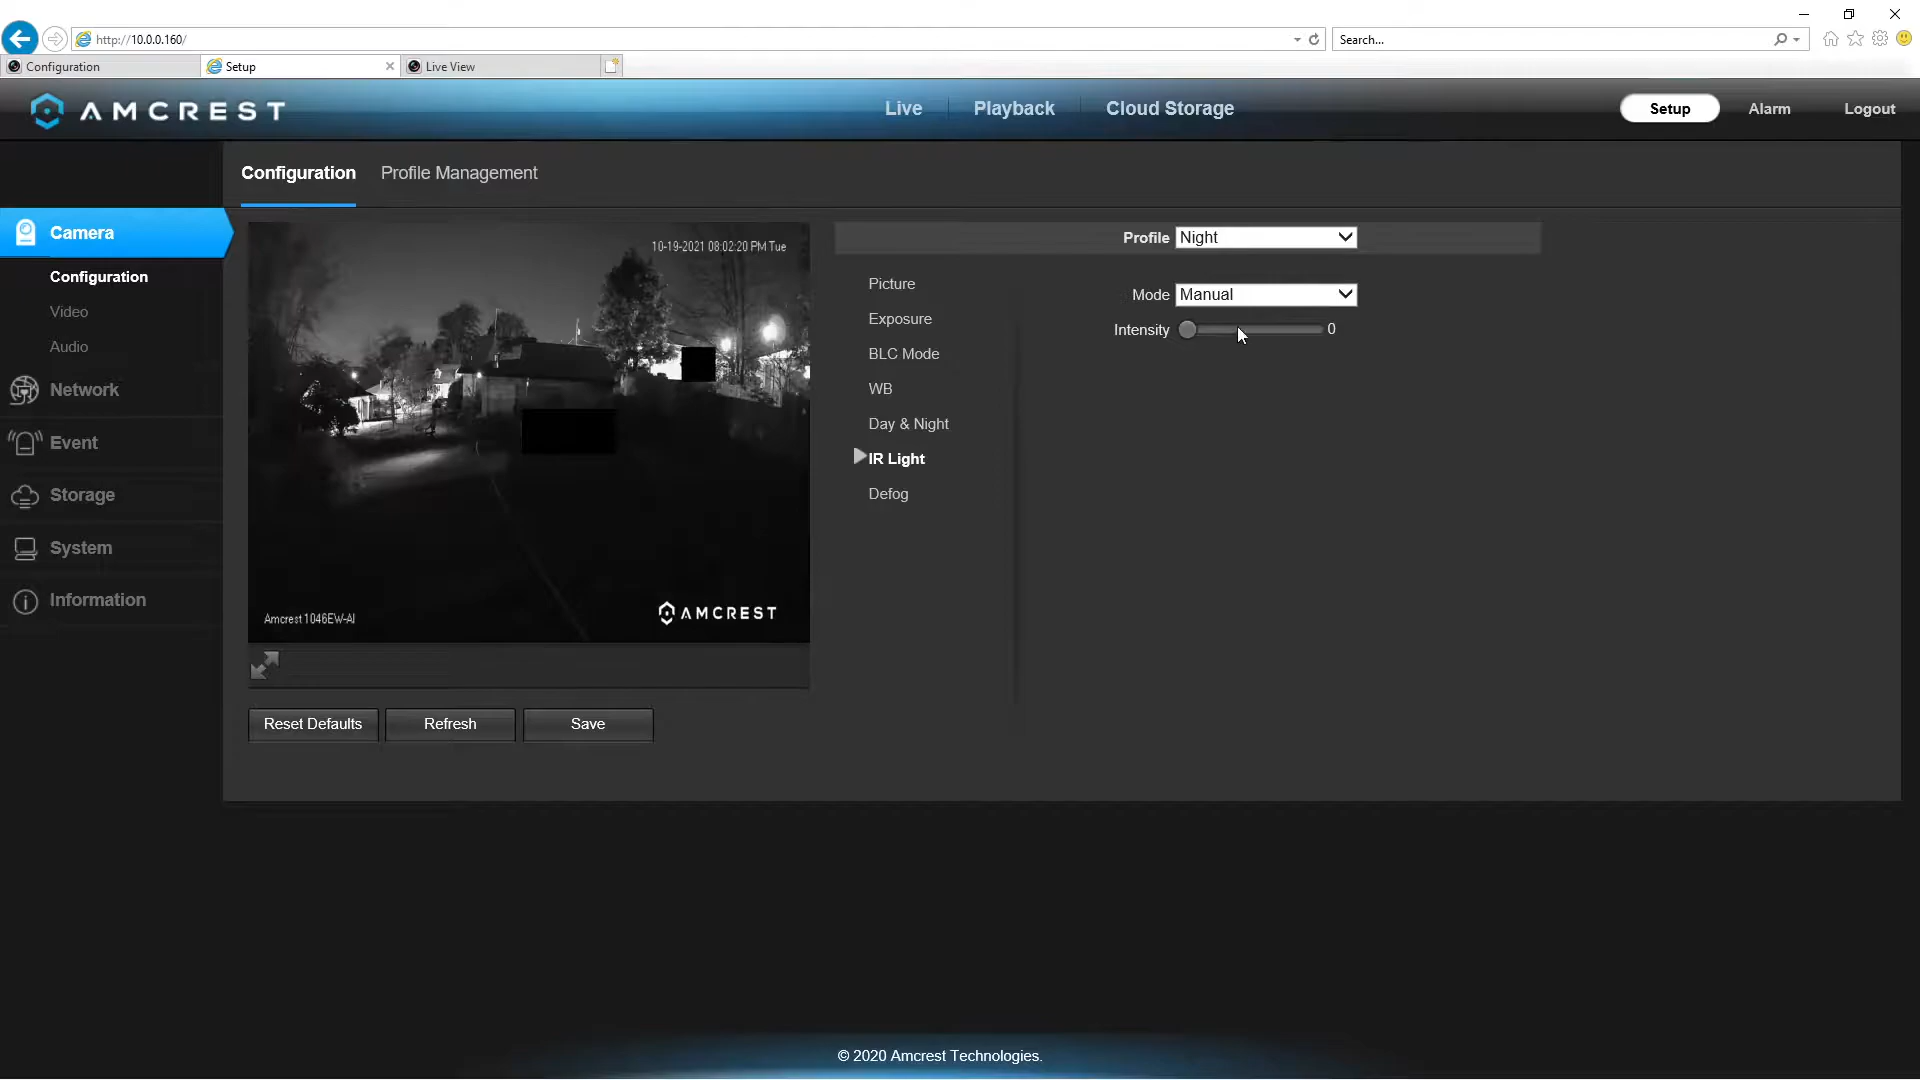 http://10.0.0.160/
Search...
Configuration
Setup
Live View
AMCREST
Live
Playback
Cloud Storage
Setup
Alarm
Logout
Configuration
Profile Management
Camera
Configuration
Video
Audio
Network
Event
Storage
System
Information
10-19-2021 08:02:20 PM Tue
Amcrest 1046EW-AI
AMCREST
Reset Defaults
Refresh
Save
Profile
Night
Picture
Exposure
BLC Mode
WB
Day & Night
IR Light
Defog
Mode
Manual
Intensity
0
© 2020 Amcrest Technologies.